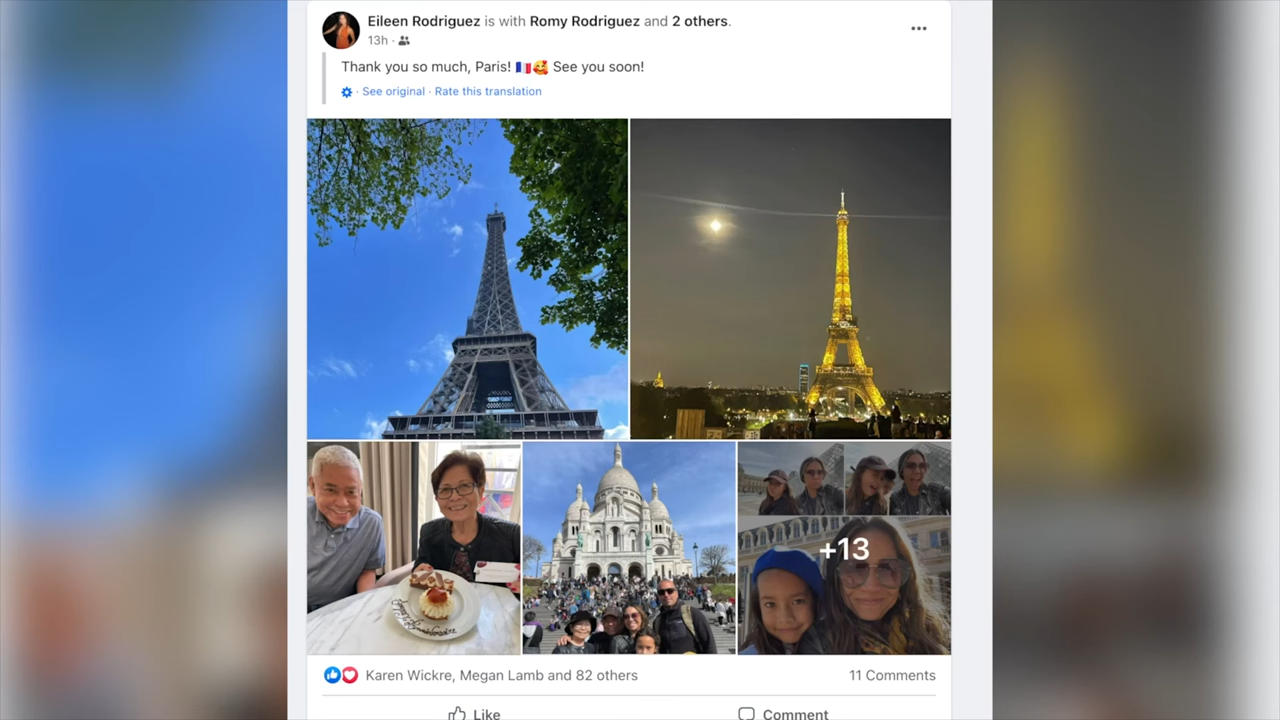 Eileen Rodriguez is with Romy Rodriguez and 2 others.
13h ·
Thank you so much, Paris! 🇫🇷🥰 See you soon!
· See original · Rate this translation
+13
Karen Wickre, Megan Lamb and 82 others
11 Comments
Like
Comment